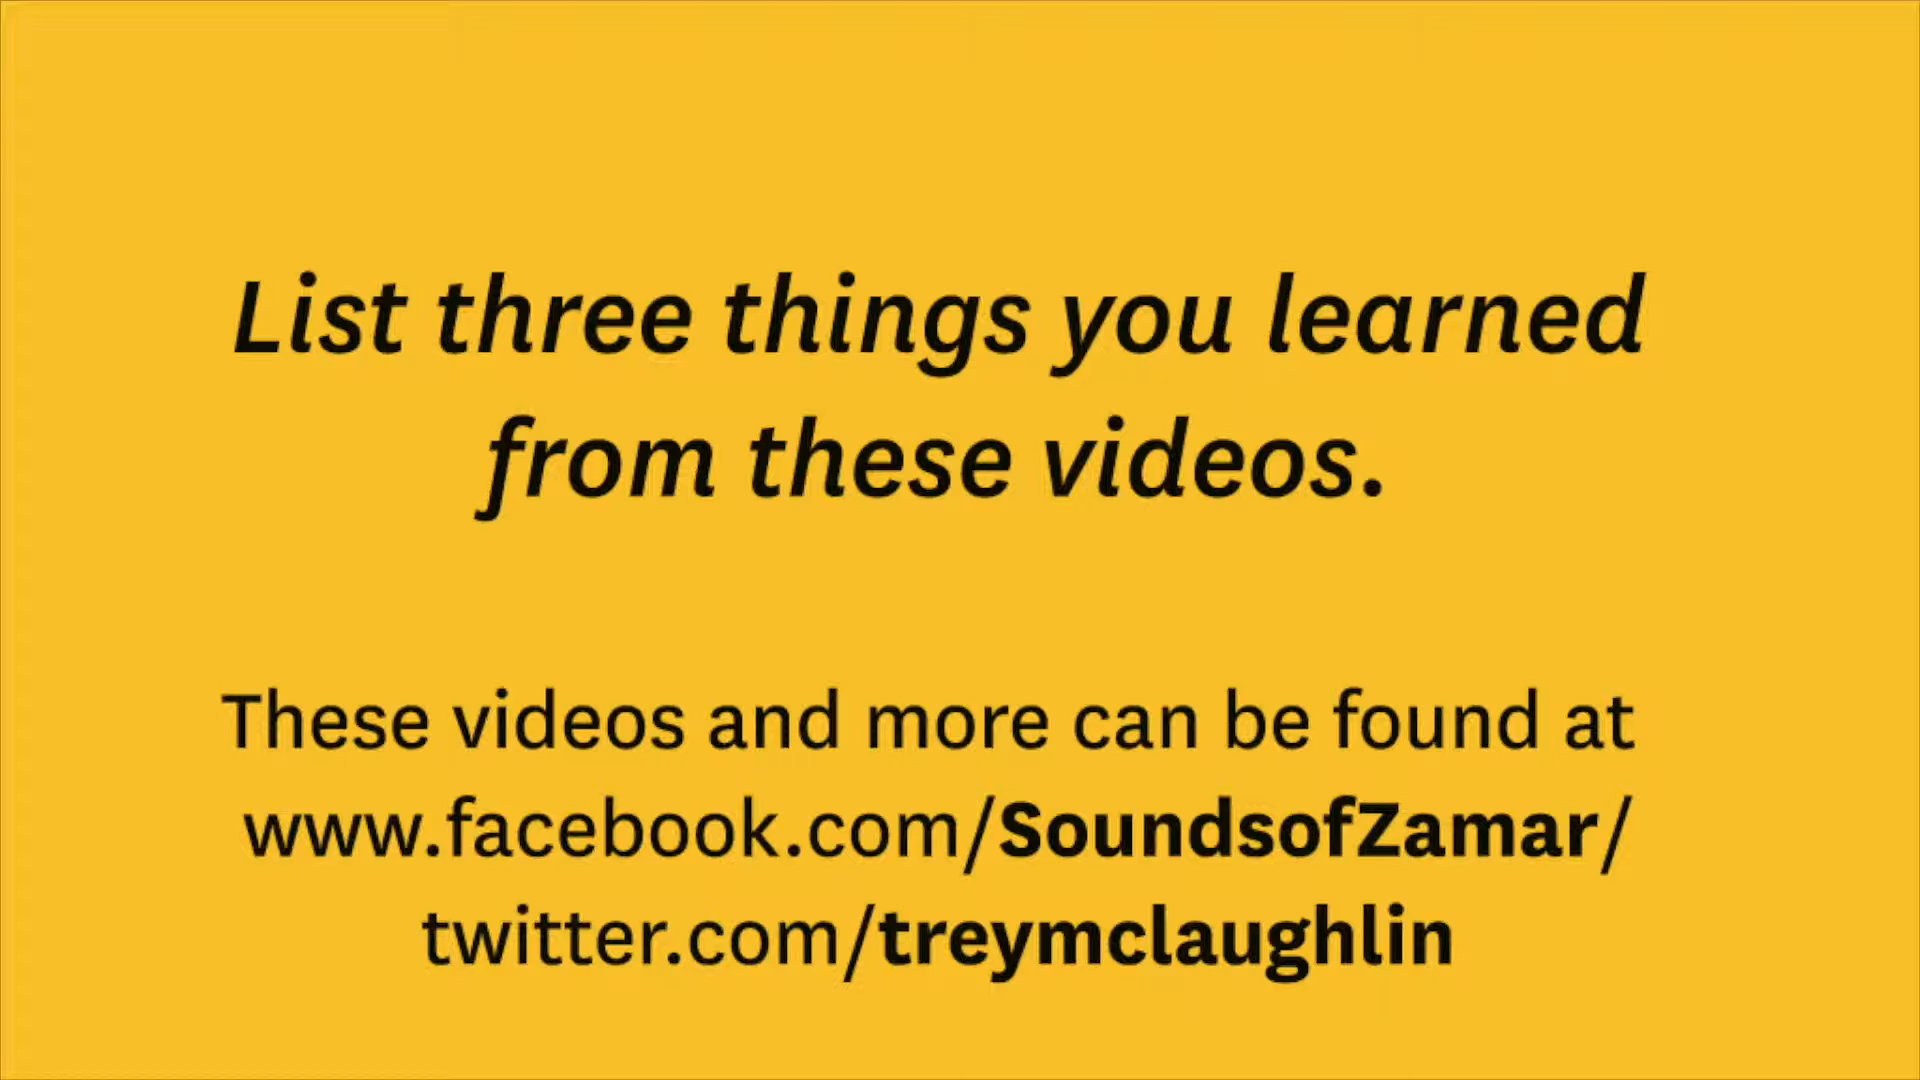 List three things you learned
from these videos.
These videos and more can be found at
www.facebook.com/SoundsofZamar/
twitter.com/treymclaughlin